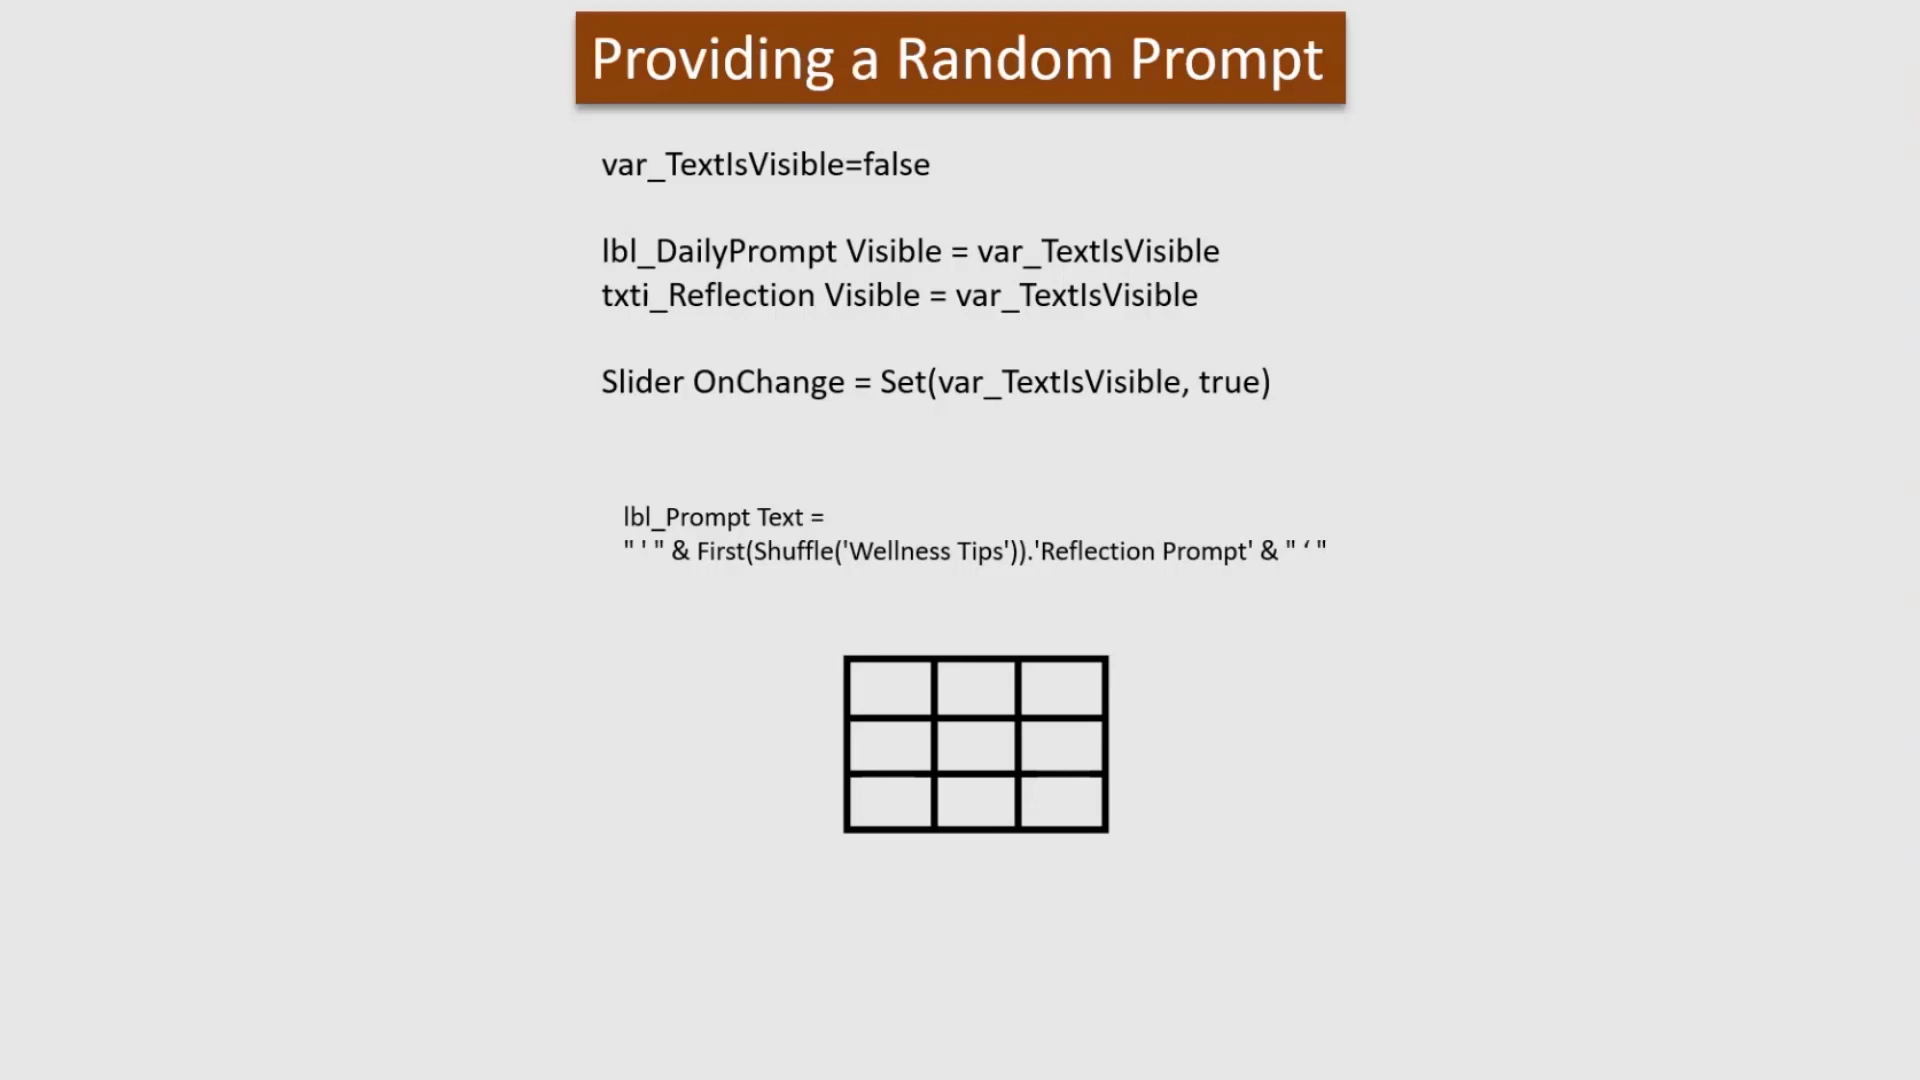 Providing a Random Prompt
var_TextIsVisible=false
lbl_DailyPrompt Visible = var_TextIsVisible
txti_Reflection Visible = var_TextIsVisible
Slider OnChange = Set(var_TextIsVisible, true)
lbl_Prompt Text =
" ' " & First(Shuffle('Wellness Tips')).'Reflection Prompt' & " ‘ "